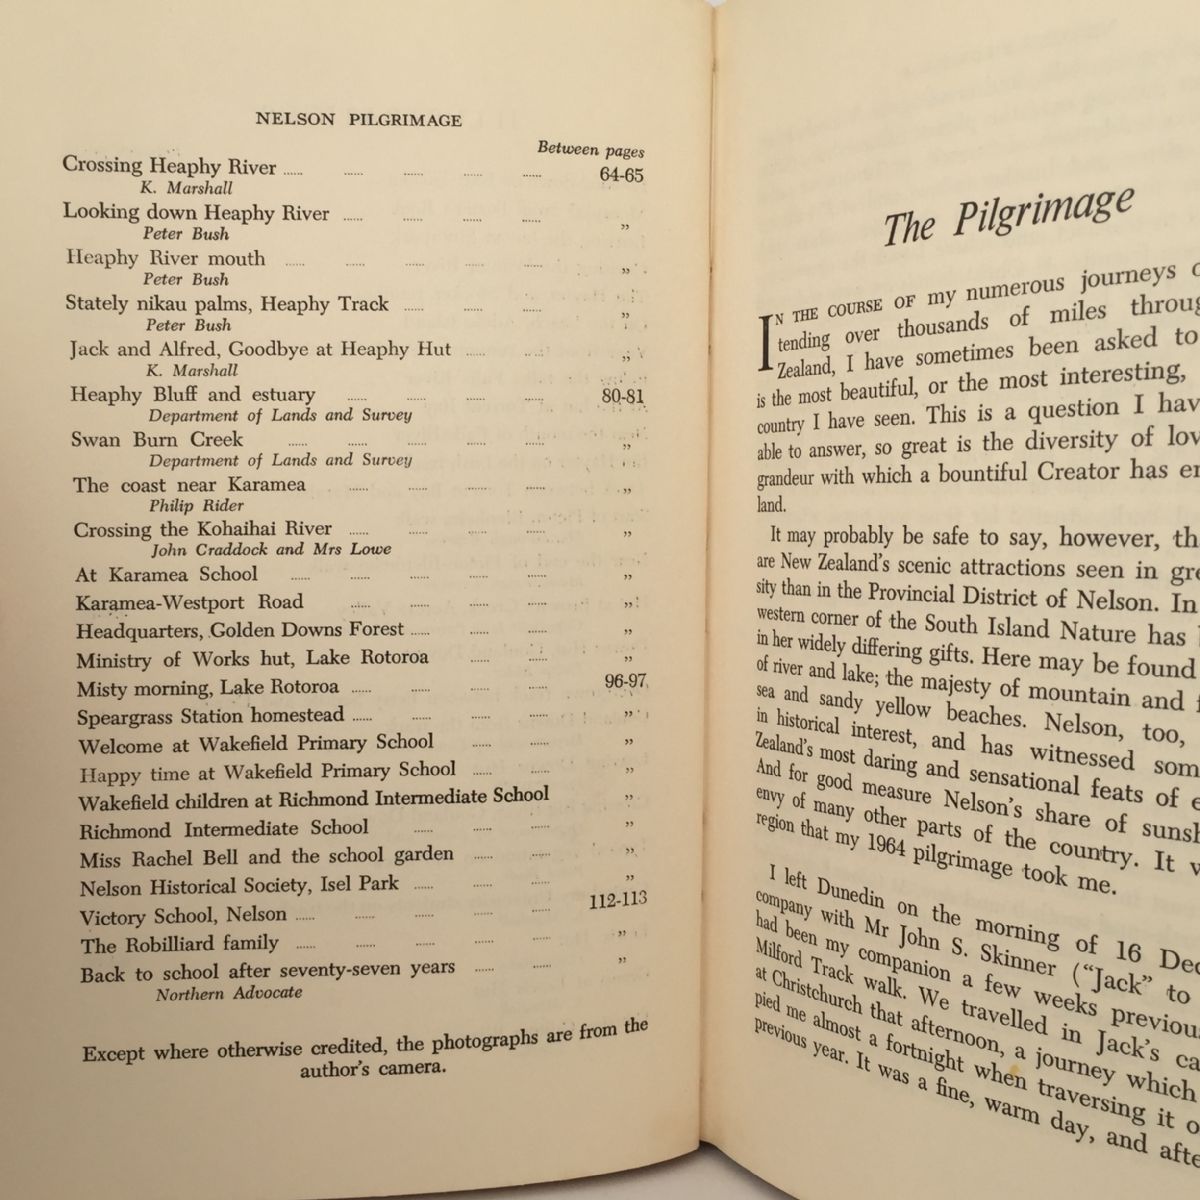 NELSON PILGRIMAGE
Between pages
Crossing Heaphy River ...... ...... ...... ...... ...... 64-65
K. Marshall
Looking down Heaphy River ...... ...... ...... ...... „
Peter Bush
Heaphy River mouth ...... ...... ...... ...... ...... „
Peter Bush
Stately nikau palms, Heaphy Track ...... ...... ...... „
Peter Bush
Jack and Alfred, Goodbye at Heaphy Hut ...... ...... „
K. Marshall
Heaphy Bluff and estuary ...... ...... ...... ...... 80-81
Department of Lands and Survey
Swan Burn Creek ...... ...... ...... ...... ...... „
Department of Lands and Survey
The coast near Karamea ...... ...... ...... ...... „
Philip Rider
Crossing the Kohaihai River ...... ...... ...... ...... „
John Craddock and Mrs Lowe
At Karamea School ...... ...... ...... ...... ...... „
Karamea-Westport Road ...... ...... ...... ...... „
Headquarters, Golden Downs Forest ...... ...... ...... „
Ministry of Works hut, Lake Rotoroa ...... ...... „
Misty morning, Lake Rotoroa ...... ...... ...... ...... 96-97
Speargrass Station homestead ...... ...... ...... ...... „
Welcome at Wakefield Primary School ...... ...... „
Happy time at Wakefield Primary School ...... ...... „
Wakefield children at Richmond Intermediate School „
Richmond Intermediate School ...... ...... ...... „
Miss Rachel Bell and the school garden ...... ...... „
Nelson Historical Society, Isel Park ...... ...... ...... „
Victory School, Nelson ...... ...... ...... ...... ...... 112-113
The Robilliard family ...... ...... ...... ...... ...... „
Back to school after seventy-seven years ...... ...... „
Northern Advocate
Except where otherwise credited, the photographs are from the
author's camera.
The Pilgrimage
IN THE COURSE OF my numerous journeys
tending over thousands of miles
Zealand, I have sometimes been asked to
is the most beautiful, or the most interesting,
country I have seen. This is a question I
able to answer, so great is the diversity of
grandeur with which a bountiful Creator has
land.
It may probably be safe to say, however,
are New Zealand's scenic attractions seen in
sity than in the Provincial District of Nelson. In
western corner of the South Island Nature has
in her widely differing gifts. Here may be found
of river and lake; the majesty of mountain and
sea and sandy yellow beaches. Nelson, too,
in historical interest, and has witnessed
Zealand's most daring and sensational feats of
And for good measure Nelson's share of
envy of many other parts of the country. It
region that my 1964 pilgrimage took me.
I left Dunedin on the morning of 16
company with Mr John S. Skinner ("Jack" to
had been my companion a few weeks
Milford Track walk. We travelled in Jack's
at Christchurch that afternoon, a journey which
pied me almost a fortnight when traversing it
previous year. It was a fine, warm day, and